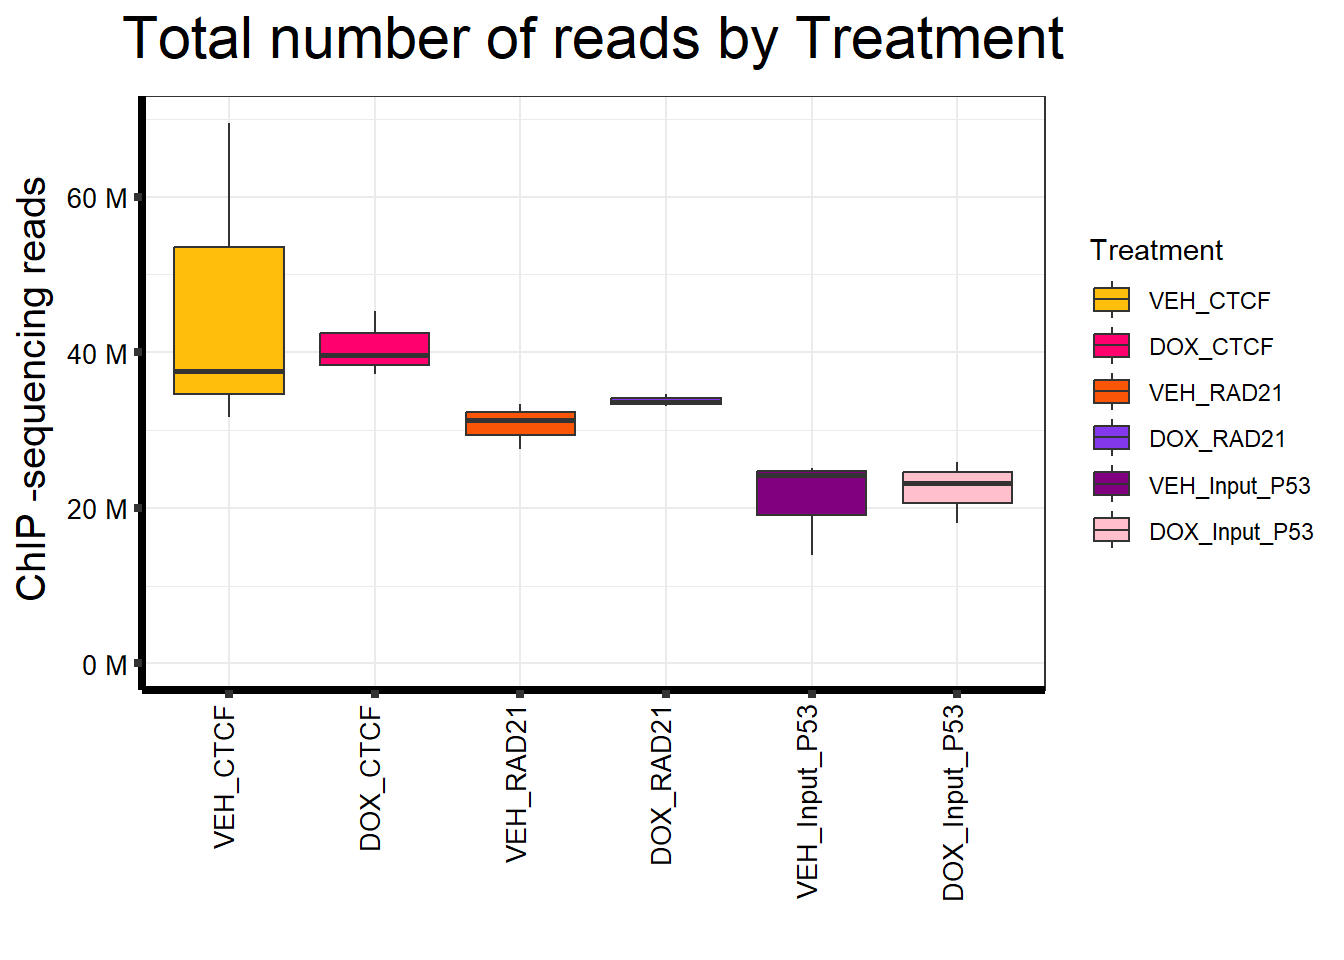 Total number of reads by Treatment
ChIP -sequencing reads
60 M
40 M
20 M
0 M
VEH_CTCF
DOX_CTCF
VEH_RAD21
DOX_RAD21
VEH_Input_P53
DOX_Input_P53
Treatment
VEH_CTCF
DOX_CTCF
VEH_RAD21
DOX_RAD21
VEH_Input_P53
DOX_Input_P53